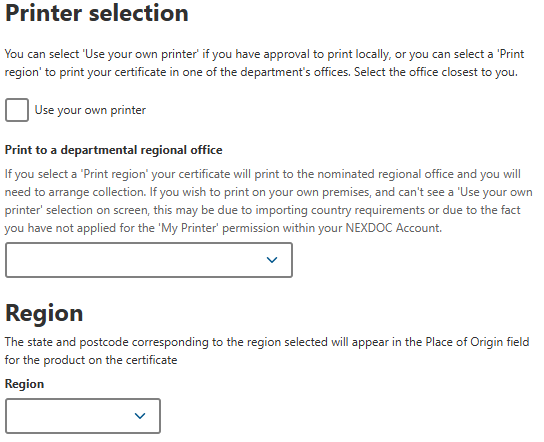 Printer selection
You can select 'Use your own printer' if you have approval to print locally, or you can select a 'Print
region' to print your certificate in one of the department's offices. Select the office closest to you.
Use your own printer
Print to a departmental regional office
If you select a 'Print region' your certificate will print to the nominated regional office and you will
need to arrange collection. If you wish to print on your own premises, and can't see a 'Use your own
printer' selection on screen, this may be due to importing country requirements or due to the fact
you have not applied for the 'My Printer' permission within your NEXDOC Account.
Region
The state and postcode corresponding to the region selected will appear in the Place of Origin field
for the product on the certificate
Region